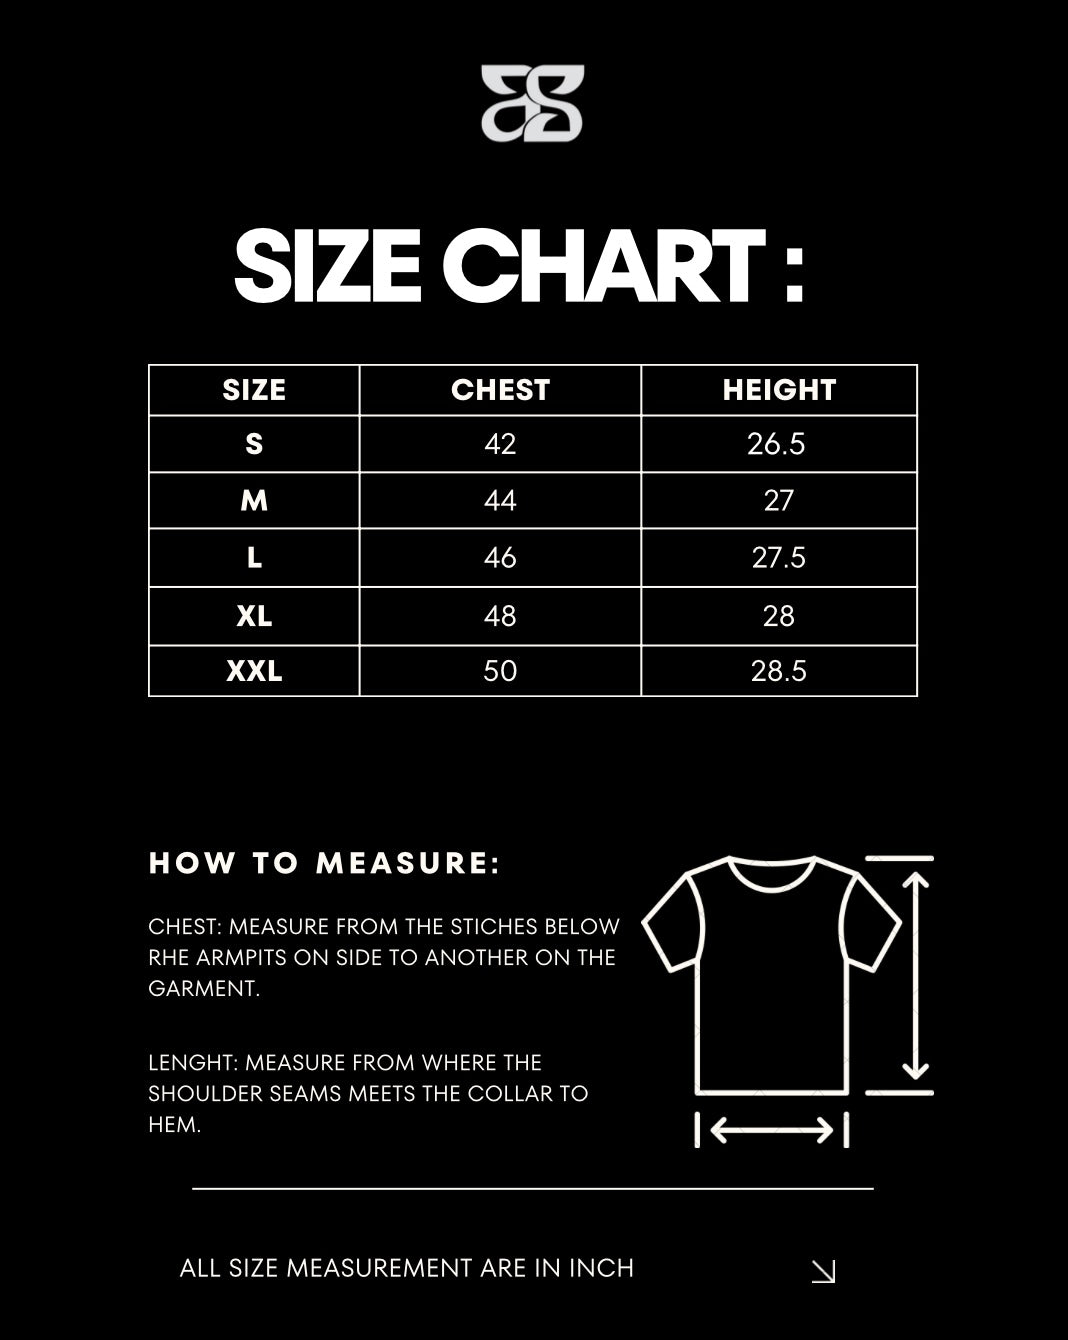 SIZE CHART :
SIZE CHEST HEIGHT
S 42 26.5
M 44 27
L 46 27.5
XL 48 28
XXL 50 28.5
HOW TO MEASURE:
CHEST: MEASURE FROM THE STICHES BELOW
RHE ARMPITS ON SIDE TO ANOTHER ON THE
GARMENT.
LENGHT: MEASURE FROM WHERE THE
SHOULDER SEAMS MEETS THE COLLAR TO
HEM.
ALL SIZE MEASUREMENT ARE IN INCH